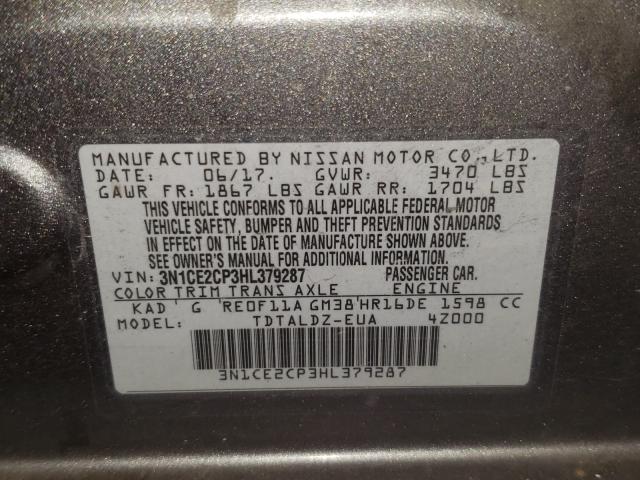 MANUFACTURED BY NISSAN MOTOR CO.,LTD.
DATE: 06/17. GVWR: 3470 LBS
GAWR FR: 1867 LBS GAWR RR: 1704 LBS
THIS VEHICLE CONFORMS TO ALL APPLICABLE FEDERAL MOTOR
VEHICLE SAFETY, BUMPER AND THEFT PREVENTION STANDARDS
IN EFFECT ON THE DATE OF MANUFACTURE SHOWN ABOVE.
SEE OWNER'S MANUAL FOR ADDITIONAL INFORMATION.
VIN: 3N1CE2CP3HL379287 PASSENGER CAR.
COLOR TRIM TRANS AXLE ENGINE
KAD ' G 'RE0F11A GM38'HR16DE 1598 CC
MODEL: TDTALDZ-EUA 4Z000
3N1CE2CP3HL379287